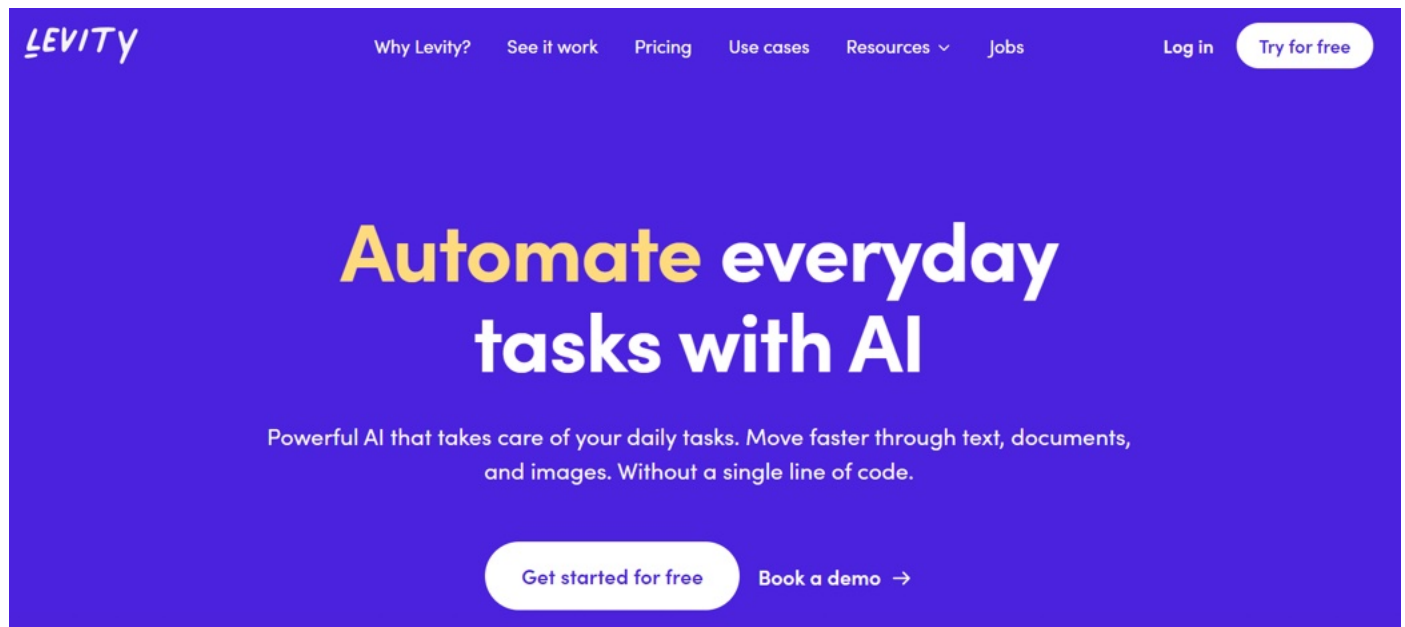 LEVITY
Why Levity? See it work Pricing Use cases Resources Jobs Log in Try for free
Automate everyday
tasks with AI
Powerful AI that takes care of your daily tasks. Move faster through text, documents,
and images. Without a single line of code.
Get started for free Book a demo →